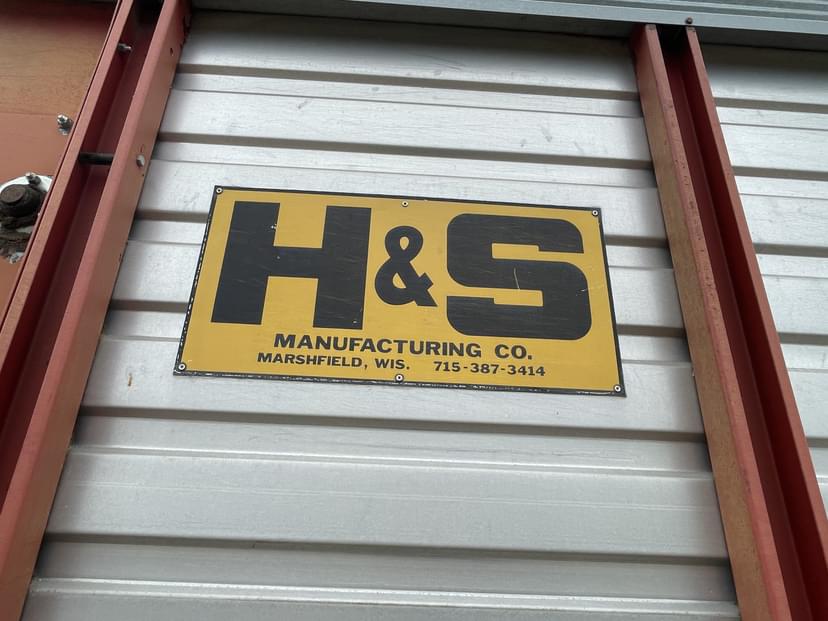 H&S
MANUFACTURING CO.
MARSHFIELD, WIS. 715-387-3414